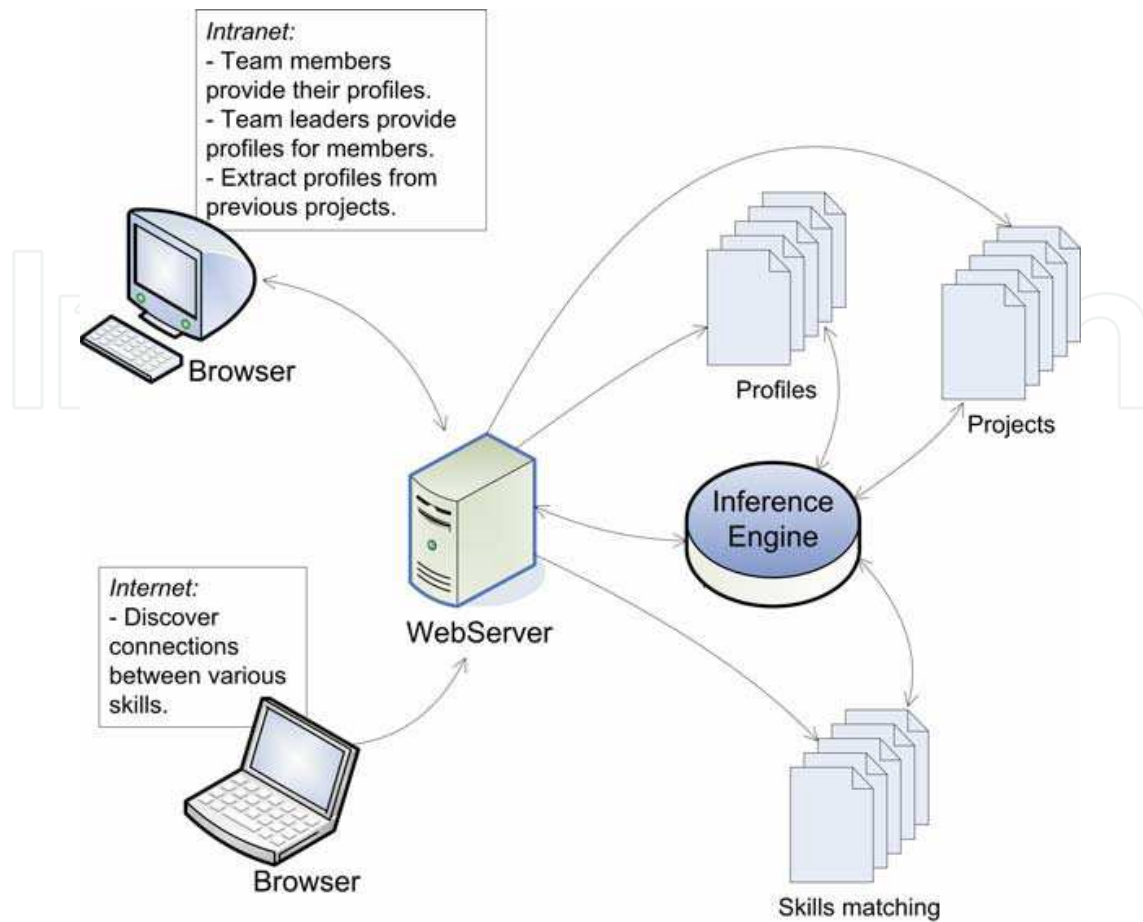 Intranet:
- Team members
provide their profiles.
- Team leaders provide
profiles for members.
- Extract profiles from
previous projects.
Browser
Profiles
Projects
Inference
Engine
WebServer
Internet:
- Discover
connections
between various
skills.
Browser
Skills matching